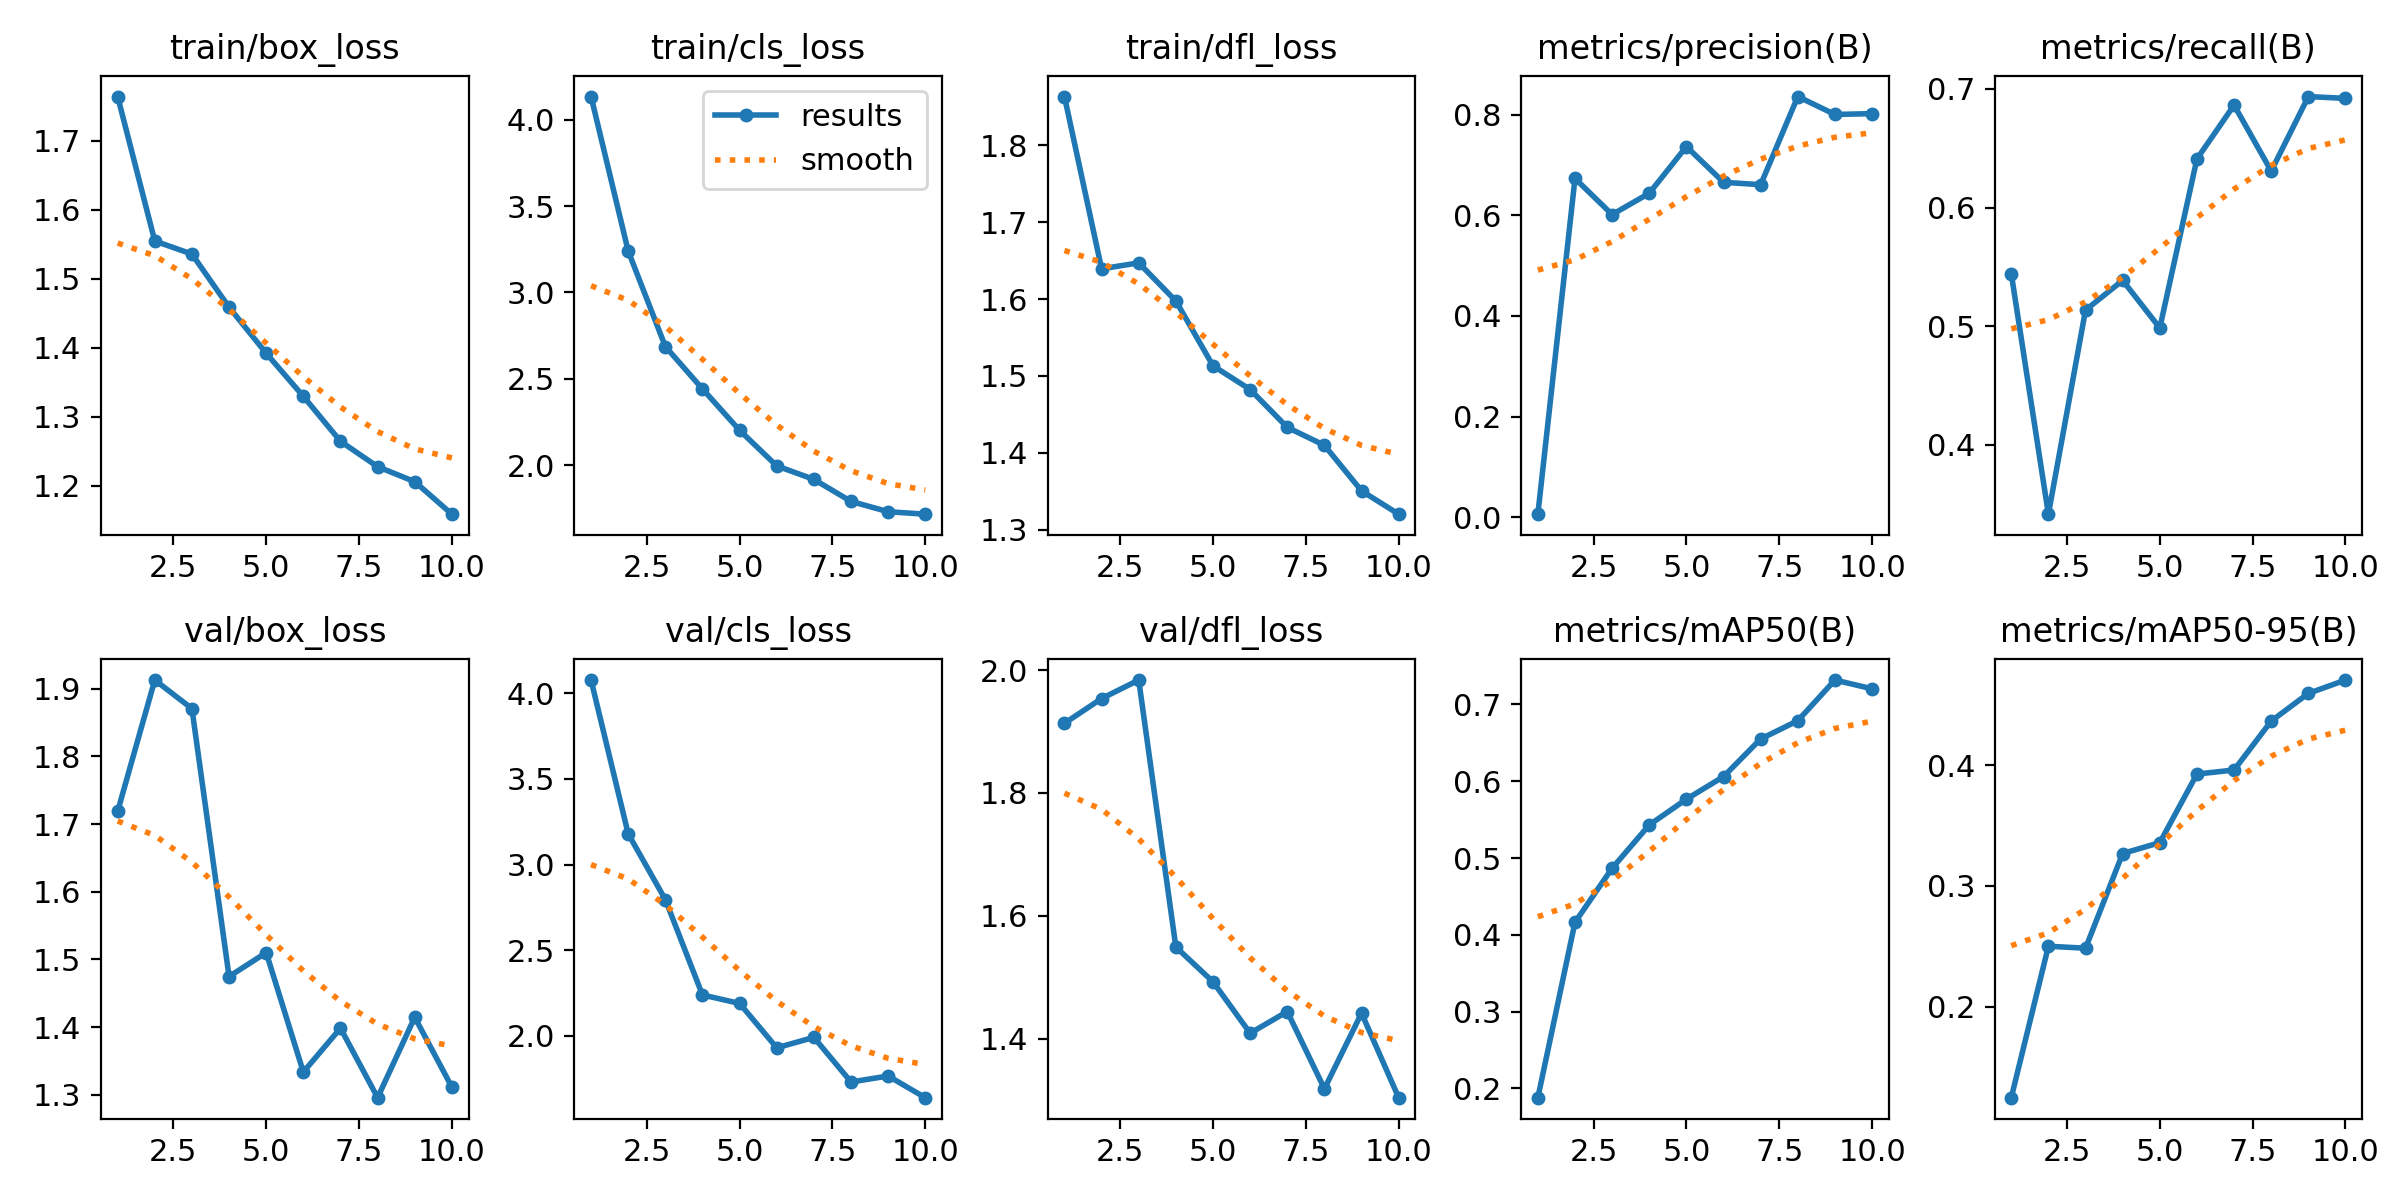 train/box_loss
1.7
1.6
1.5
1.4
1.3
1.2
2.5 5.0 7.5 10.0
train/cls_loss
results
smooth
4.0
3.5
3.0
2.5
2.0
2.5 5.0 7.5 10.0
train/dfl_loss
1.8
1.7
1.6
1.5
1.4
1.3
2.5 5.0 7.5 10.0
metrics/precision(B)
0.8
0.6
0.4
0.2
0.0
2.5 5.0 7.5 10.0
metrics/recall(B)
0.7
0.6
0.5
0.4
2.5 5.0 7.5 10.0
val/box_loss
1.9
1.8
1.7
1.6
1.5
1.4
1.3
2.5 5.0 7.5 10.0
val/cls_loss
4.0
3.5
3.0
2.5
2.0
2.5 5.0 7.5 10.0
val/dfl_loss
2.0
1.8
1.6
1.4
2.5 5.0 7.5 10.0
metrics/mAP50(B)
0.7
0.6
0.5
0.4
0.3
0.2
2.5 5.0 7.5 10.0
metrics/mAP50-95(B)
0.4
0.3
0.2
2.5 5.0 7.5 10.0